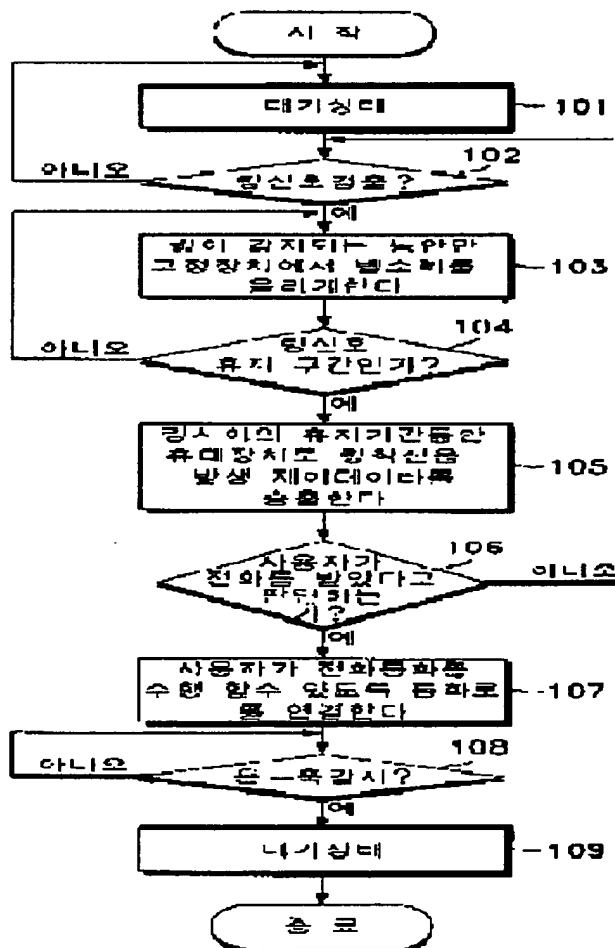 시 작
대기상태
101
102
아니오
링신호검출?
예
링이 감지되는 동안만
고정장치에서 벨소리를
울리게한다
103
링신호
104
아니오
휴지 구간인가?
예
링사이의 휴지기간동안
휴대장치로 링착신음
발생 제어데이타를
송출한다
105
사용자가
106
전화를 받았다고
아니오
판단되는
가?
예
사용자가 전화통화를
수행 할수 있도록 통화로
를 연결한다
107
108
아니오
온-훅감시?
예
대기상태
109
종 료